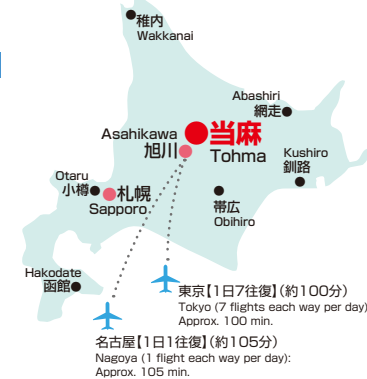 稚内
Wakkanai
Abashiri
網走
Asahikawa
旭川
当麻
Tohma
Kushiro
釧路
Otaru
小樽
札幌
Sapporo
帯広
Obihiro
Hakodate
函館
東京【1日7往復】(約100分)
Tokyo (7 flights each way per day)
Approx. 100 min.
名古屋【1日1往復】(約105分)
Nagoya (1 flight each way per day):
Approx. 105 min.